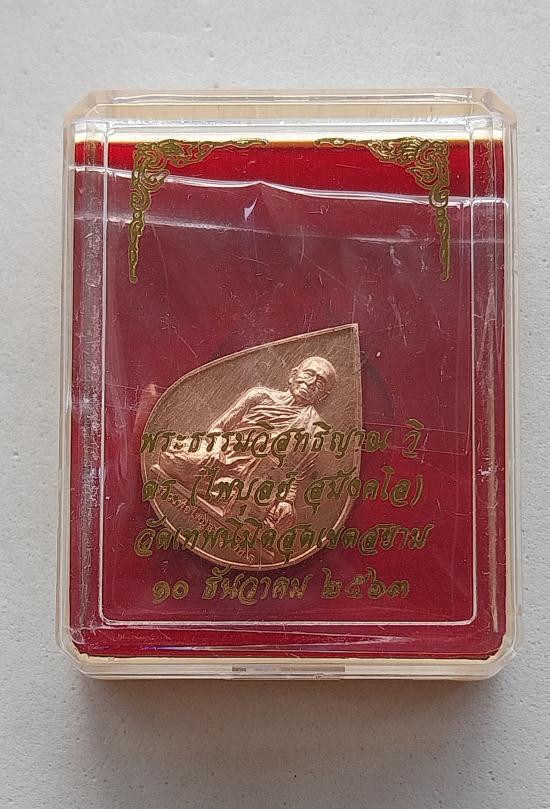 พระธรรมวิสุทธิญาณ วิ
ดร. (ไพบูลย์ สุมังคโล)
วัดเทพนิมิตสุดเขตสยาม
๑๐ ธันวาคม ๒๕๖๓